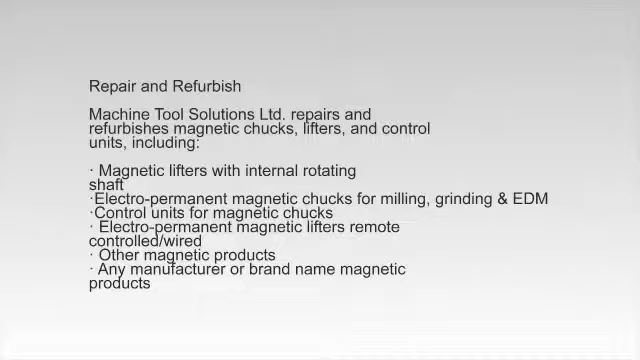 Repair and Refurbish
Machine Tool Solutions Ltd. repairs and
refurbishes magnetic chucks, lifters, and control
units, including:
· Magnetic lifters with internal rotating
shaft
·Electro-permanent magnetic chucks for milling, grinding & EDM
·Control units for magnetic chucks
· Electro-permanent magnetic lifters remote
controlled/wired
· Other magnetic products
· Any manufacturer or brand name magnetic
products